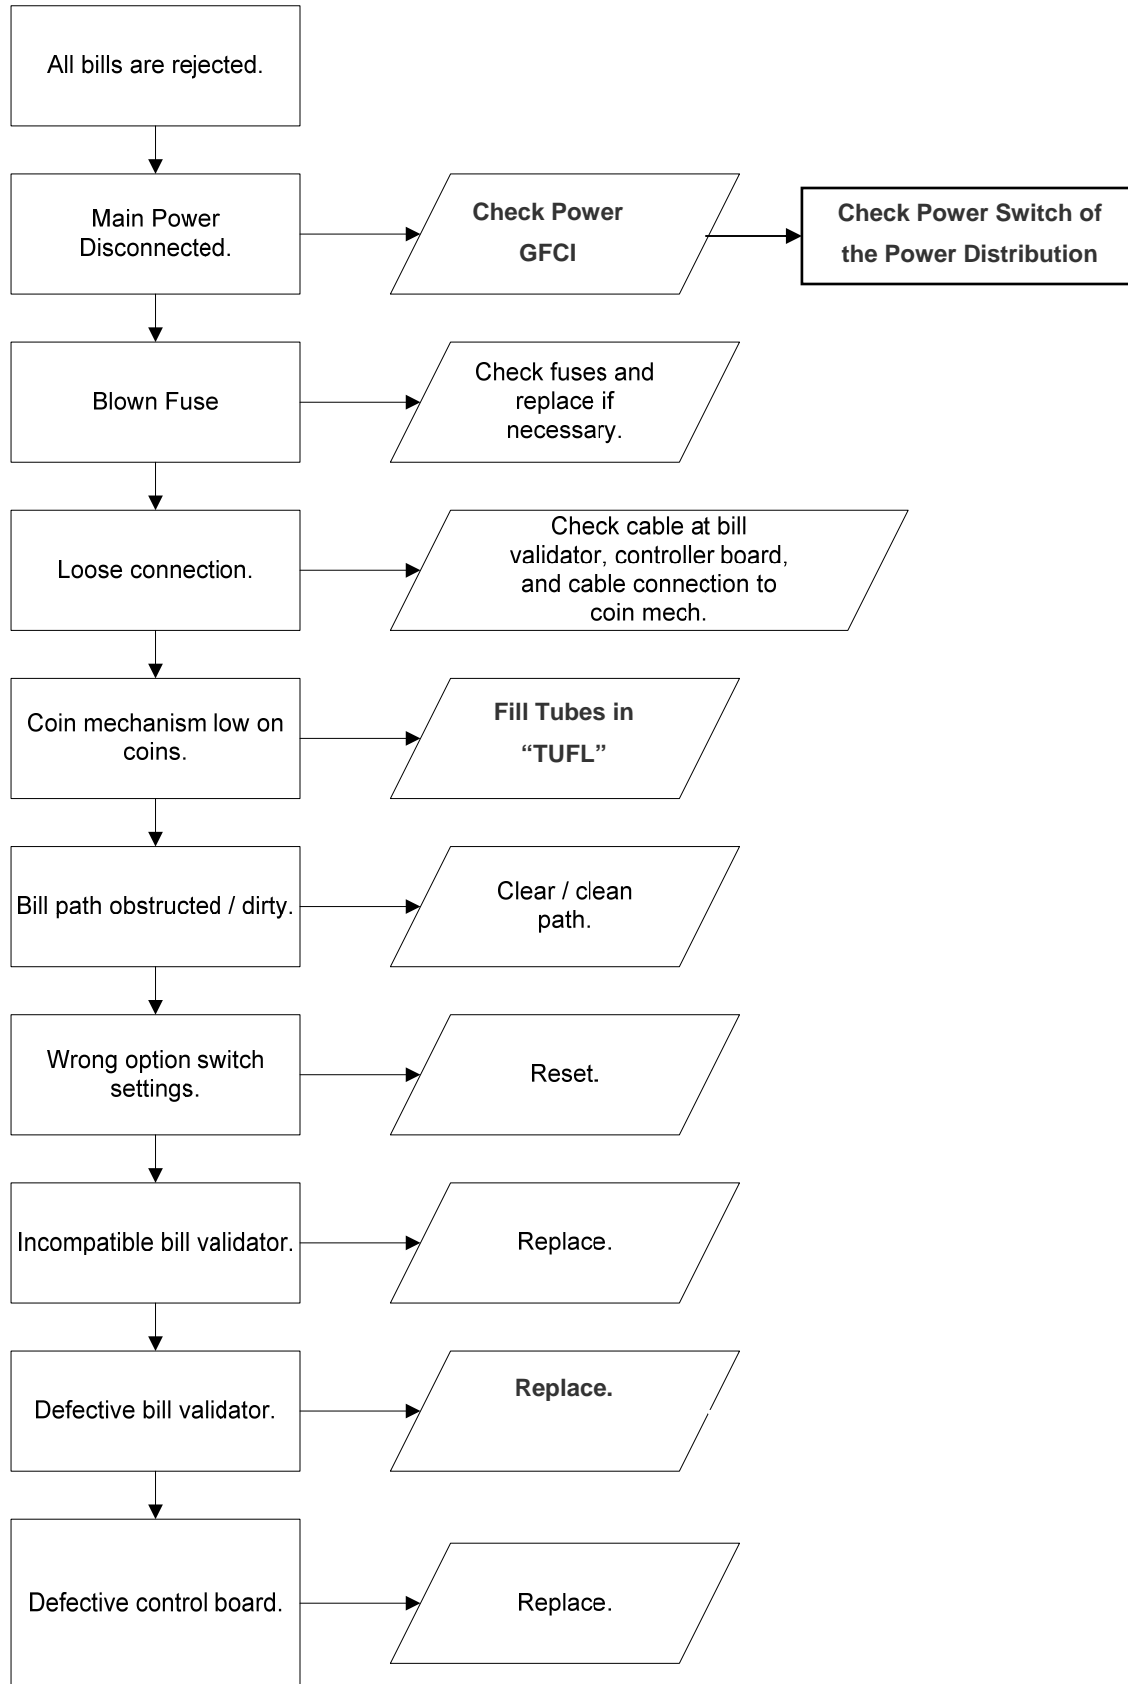 All bills are rejected.
Main Power
Disconnected.
Check Power
GFCI
Check Power Switch of
the Power Distribution
Blown Fuse
Check fuses and
replace if
necessary.
Loose connection.
Check cable at bill
validator, controller board,
and cable connection to
coin mech.
Coin mechanism low on
coins.
Fill Tubes in
“TUFL”
Bill path obstructed / dirty.
Clear / clean
path.
Wrong option switch
settings.
Reset.
Incompatible bill validator.
Replace.
Defective bill validator.
Replace.
Defective control board.
Replace.